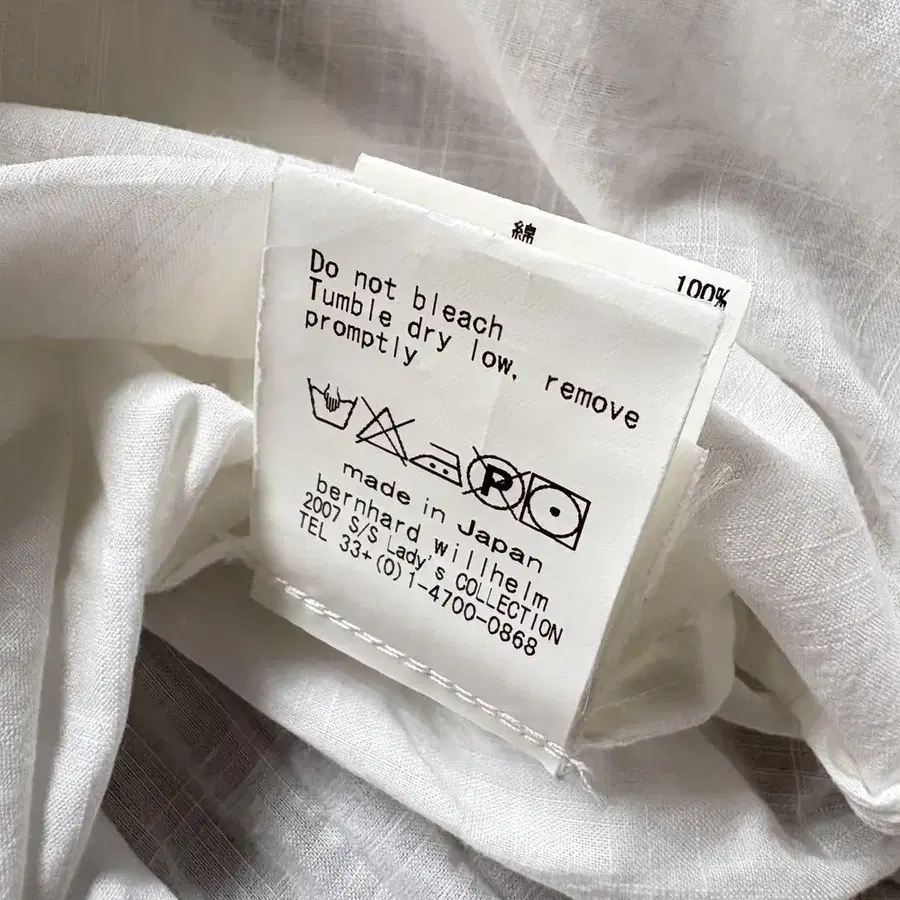 綿
100%
Do not bleach
Tumble dry low, remove
promptly
P
made in Japan
bernhard willhelm
2007 S/S Lady's COLLECTION
TEL 33+(0)1-4700-0868